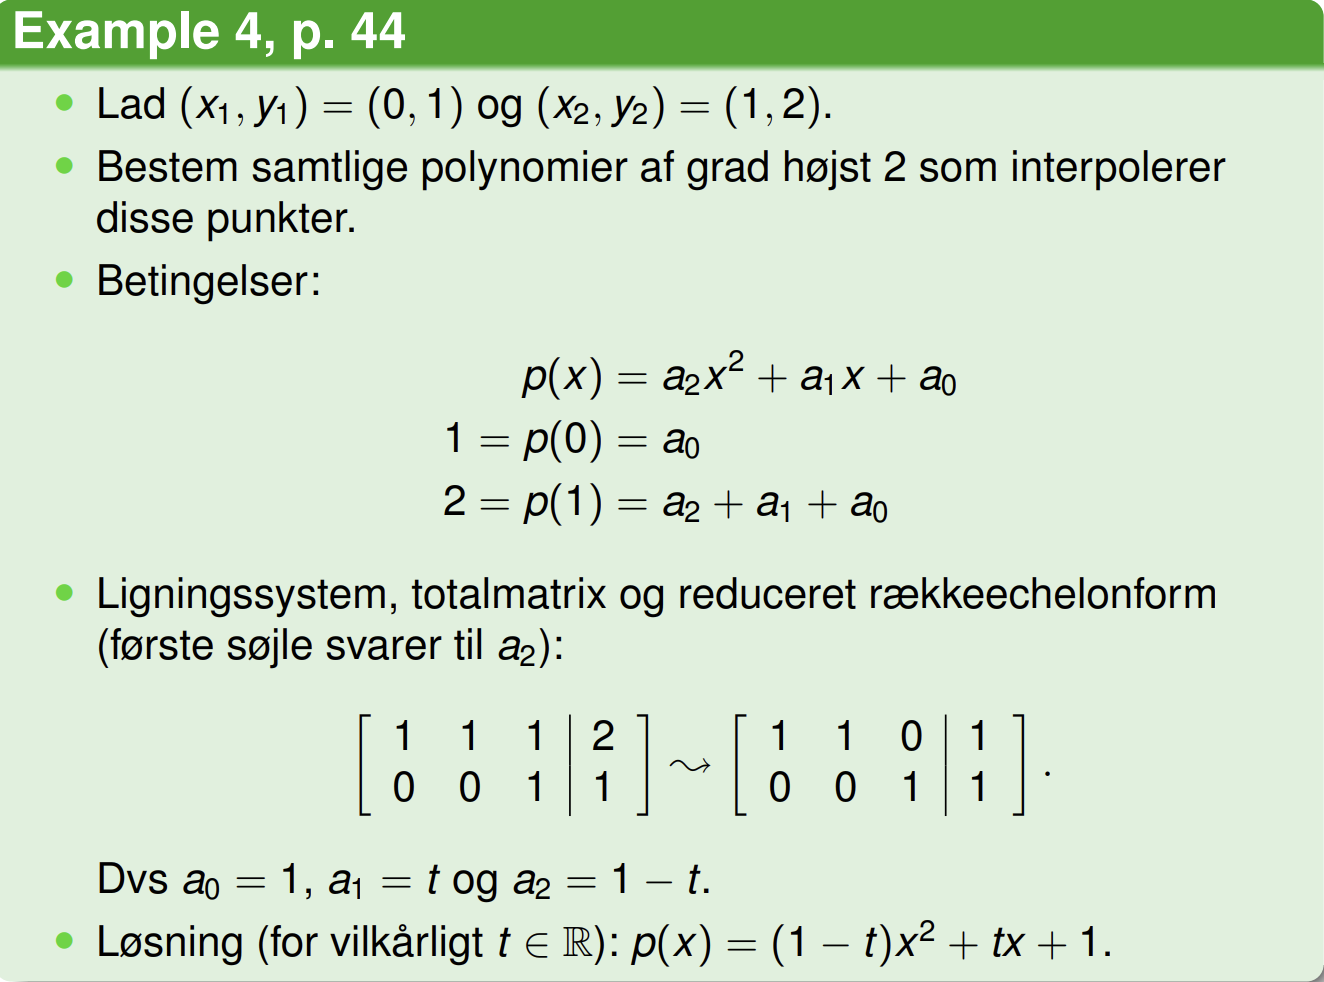 Example 4, p. 44
• Lad (x₁, y₁) = (0, 1) og (x₂, y₂) = (1, 2).
• Bestem samtlige polynomier af grad højst 2 som interpolerer
disse punkter.
• Betingelser:
p(x) = a₂x² + a₁x + a₀
1 = p(0) = a₀
2 = p(1) = a₂ + a₁ + a₀
• Ligningssystem, totalmatrix og reduceret rækkeechelonform
(første søjle svarer til a₂):
[ 1 1 1 | 2 ] ⤳ [ 1 1 0 | 1 ]
[ 0 0 1 | 1 ] [ 0 0 1 | 1 ] .
Dvs a₀ = 1, a₁ = t og a₂ = 1 − t.
• Løsning (for vilkårligt t ∈ ℝ): p(x) = (1 − t)x² + tx + 1.